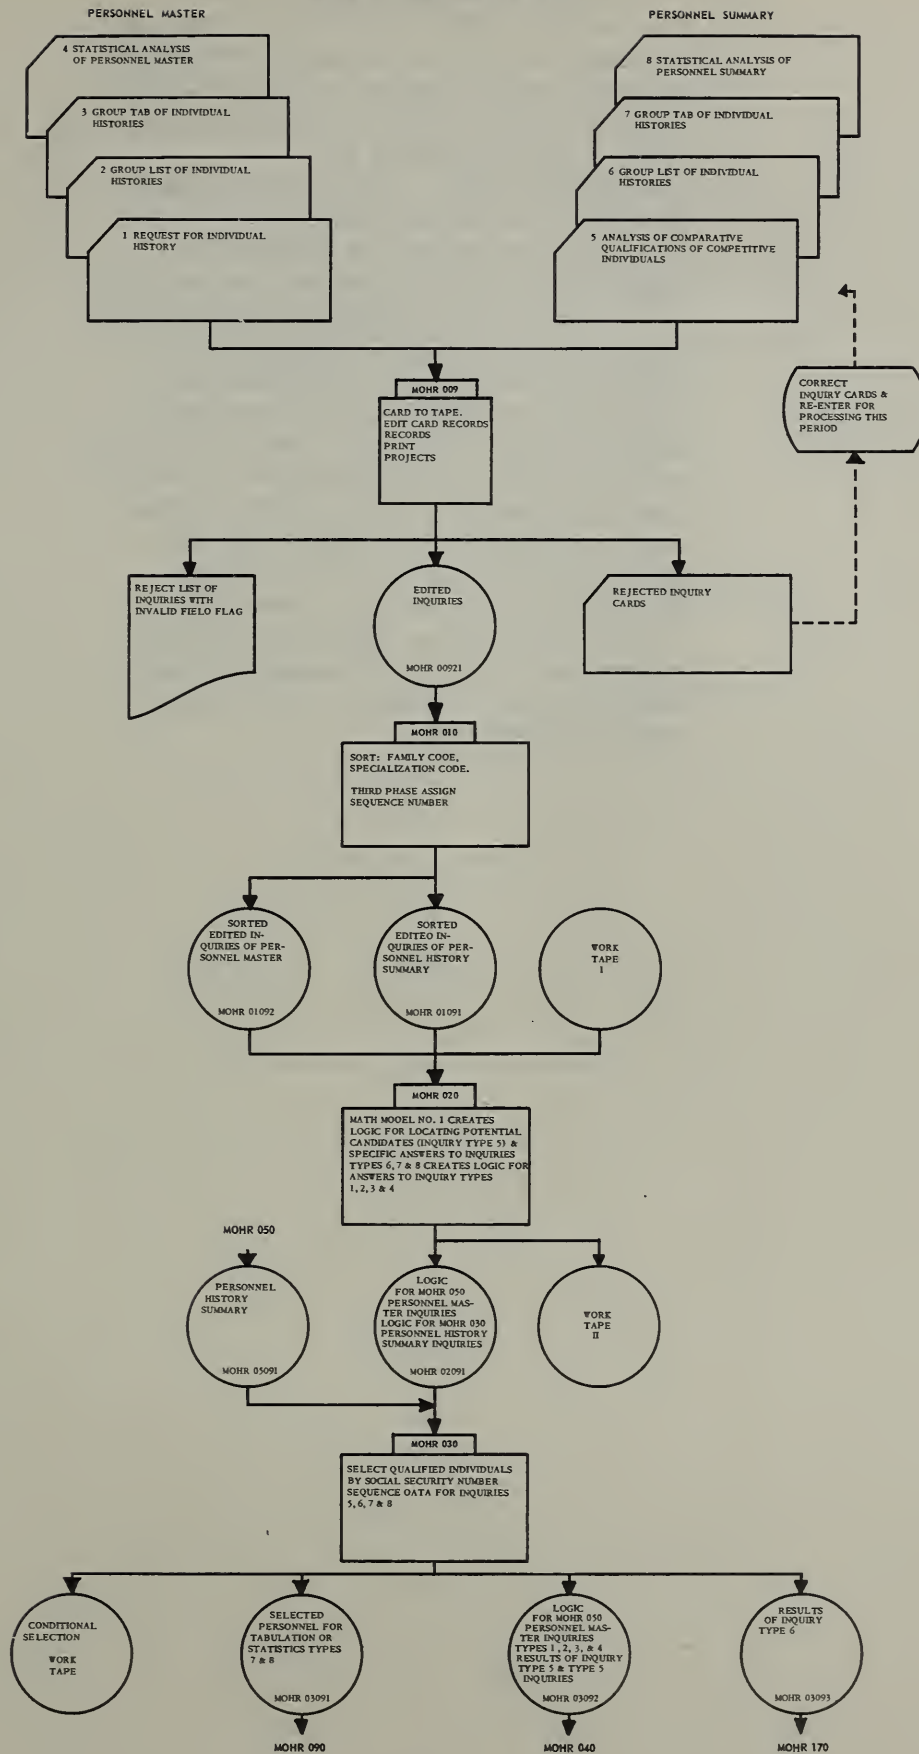 PERSONNEL MASTER
PERSONNEL SUMMARY
4 STATISTICAL ANALYSIS
OF PERSONNEL MASTER
3 GROUP TAB OF INDIVIDUAL
HISTORIES
2 GROUP LIST OF INDIVIDUAL
HISTORIES
1 REQUEST FOR INDIVIDUAL
HISTORY
8 STATISTICAL ANALYSIS OF
PERSONNEL SUMMARY
7 GROUP TAB OF INDIVIDUAL
HISTORIES
6 GROUP LIST OF INDIVIDUAL
HISTORIES
5 ANALYSIS OF COMPARATIVE
QUALIFICATIONS OF COMPETITIVE
INDIVIDUALS
CORRECT
INQUIRY CARDS &
RE-ENTER FOR
PROCESSING THIS
PERIOD
MOHR 009
CARD TO TAPE.
EDIT CARD RECORDS
RECORDS
PRINT
PROJECTS
REJECT LIST OF
INQUIRIES WITH
INVALID FIELO FLAG
EDITED
INQUIRIES
MOHR 00921
REJECTED INQUIRY
CARDS
MOHR 010
SORT: FAMILY COOE,
SPECIALIZATION CODE.
THIRD PHASE ASSIGN
SEQUENCE NUMBER
SORTED
EDITED IN-
QUIRIES OF PER-
SONNEL MASTER
MOHR 01092
SORTED
EDITEO IN-
QUIRIES OF PER-
SONNEL HISTORY
SUMMARY
MOHR 01091
WORK
TAPE
I
MOHR 020
MATH MOOEL NO. 1 CREATES
LOGIC FOR LOCATING POTENTIAL
CANDIDATES (INQUIRY TYPE 5) &
SPECIFIC ANSWERS TO INQUIRIES
TYPES 6, 7 & 8 CREATES LOGIC FOR
ANSWERS TO INQUIRY TYPES
1, 2, 3 & 4
MOHR 050
PERSONNEL
HISTORY
SUMMARY
MOHR 05091
LOGIC
FOR MOHR 050
PERSONNEL MAS-
TER INQUIRIES
LOGIC FOR MOHR 030
PERSONNEL HISTORY
SUMMARY INQUIRIES
MOHR 02091
WORK
TAPE
II
MOHR 030
SELECT QUALIFIED INDIVIDUALS
BY SOCIAL SECURITY NUMBER
SEQUENCE DATA FOR INQUIRIES
5, 6, 7 & 8
CONDITIONAL
SELECTION
WORK
TAPE
SELECTED
PERSONNEL FOR
TABULATION OR
STATISTICS TYPES
7 & 8
MOHR 03091
LOGIC
FOR MOHR 050
PERSONNEL MAS-
TER INQUIRIES
TYPES 1, 2, 3, & 4
RESULTS OF INQUIRY
TYPE 5 & TYPE 5
INQUIRIES
MOHR 03092
RESULTS
OF INQUIRY
TYPE 6
MOHR 03093
MOHR 090
MOHR 040
MOHR 170